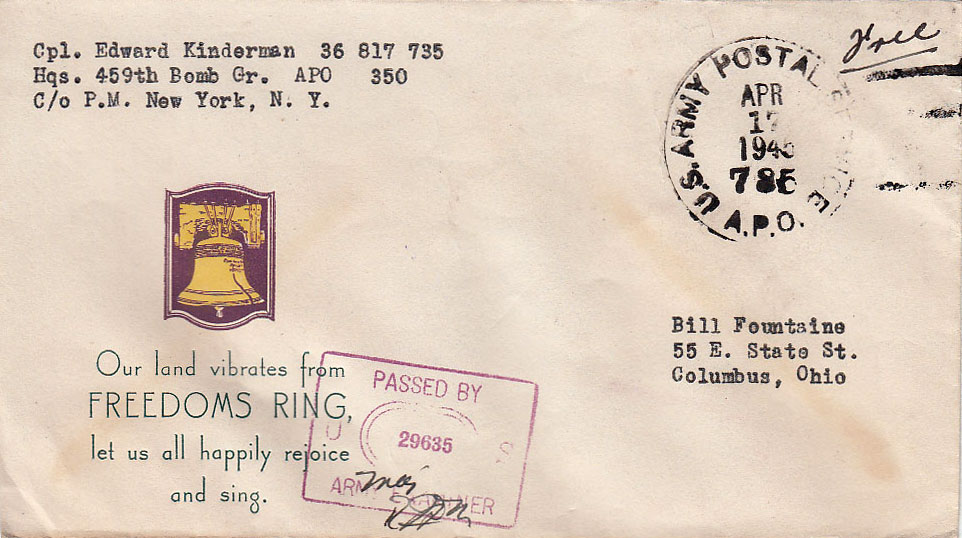 Cpl. Edward Kinderman 36 817 735
Hqs. 459th Bomb Gr. APO 350
C/o P.M. New York, N. Y.
Free
U.S. ARMY POSTAL SERVICE
APR
17
1945
786
A.P.O.
Bill Fountaine
55 E. State St.
Columbus, Ohio
Our land vibrates from
FREEDOMS RING,
let us all happily rejoice
and sing.
PASSED BY
U S
29635
ARMY EXAMINER